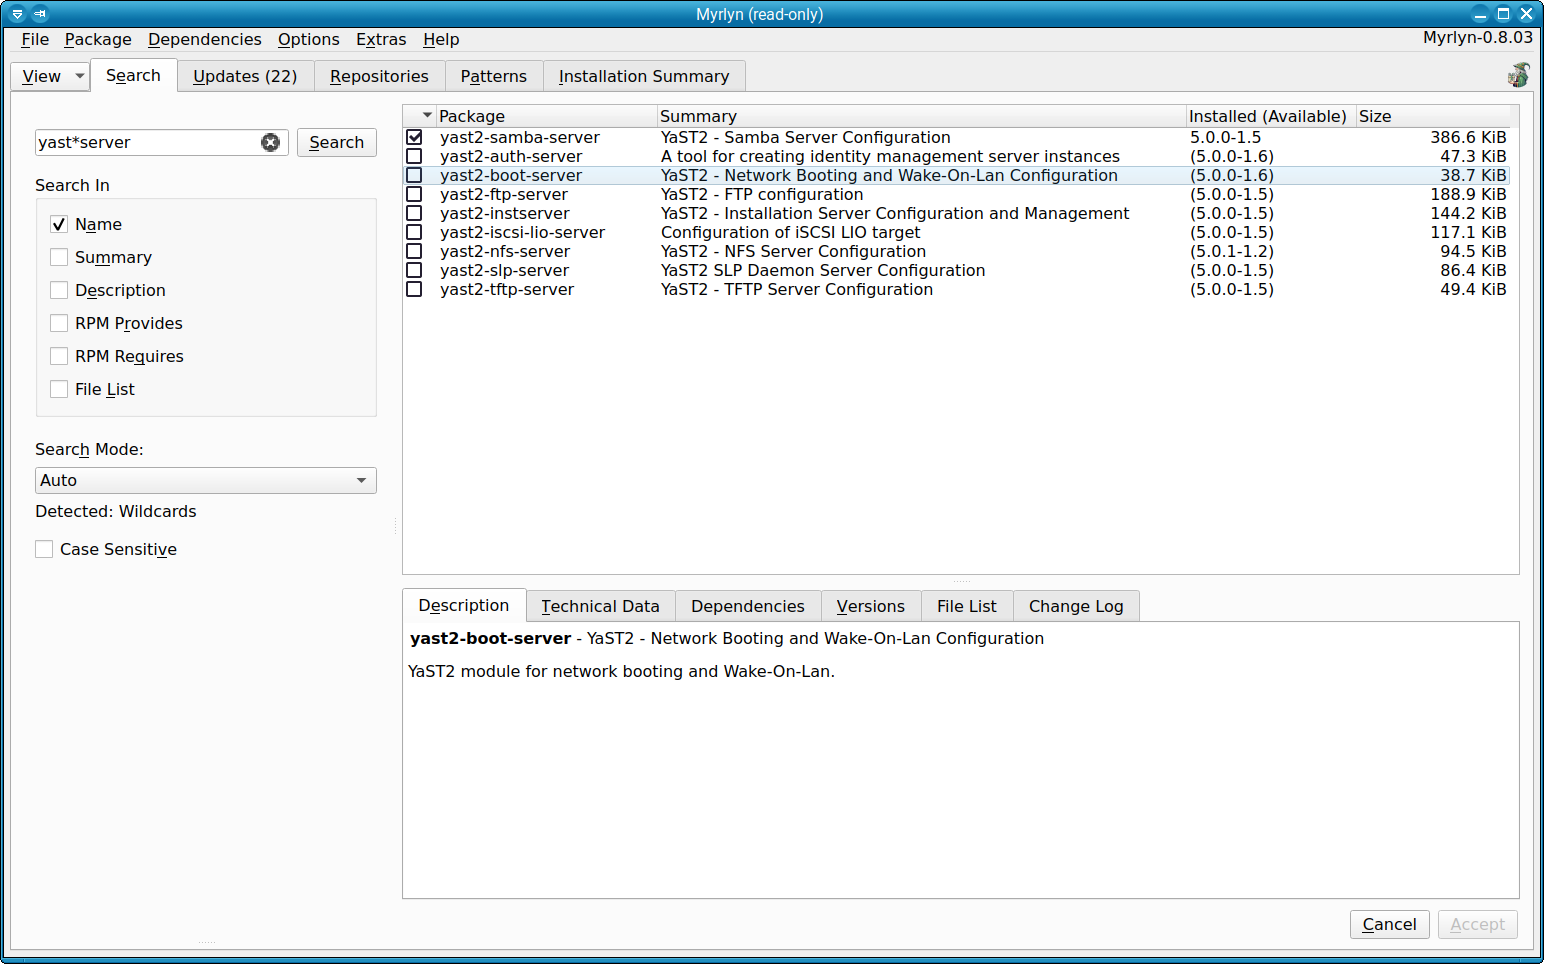 Myrlyn (read-only)
File Package Dependencies Options Extras Help Myrlyn-0.8.03
View Search Updates (22) Repositories Patterns Installation Summary
yast*server Search
Search In
Name
Summary
Description
RPM Provides
RPM Requires
File List
Search Mode:
Auto
Detected: Wildcards
Case Sensitive
Package Summary Installed (Available) Size
yast2-samba-server YaST2 - Samba Server Configuration 5.0.0-1.5 386.6 KiB
yast2-auth-server A tool for creating identity management server instances (5.0.0-1.6) 47.3 KiB
yast2-boot-server YaST2 - Network Booting and Wake-On-Lan Configuration (5.0.0-1.6) 38.7 KiB
yast2-ftp-server YaST2 - FTP configuration (5.0.0-1.5) 188.9 KiB
yast2-instserver YaST2 - Installation Server Configuration and Management (5.0.0-1.5) 144.2 KiB
yast2-iscsi-lio-server Configuration of iSCSI LIO target (5.0.0-1.5) 117.1 KiB
yast2-nfs-server YaST2 - NFS Server Configuration (5.0.1-1.2) 94.5 KiB
yast2-slp-server YaST2 SLP Daemon Server Configuration (5.0.0-1.5) 86.4 KiB
yast2-tftp-server YaST2 - TFTP Server Configuration (5.0.0-1.5) 49.4 KiB
Description Technical Data Dependencies Versions File List Change Log
yast2-boot-server - YaST2 - Network Booting and Wake-On-Lan Configuration
YaST2 module for network booting and Wake-On-Lan.
Cancel Accept